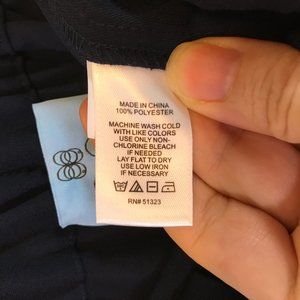 MADE IN CHINA
100% POLYESTER
MACHINE WASH COLD
WITH LIKE COLORS
USE ONLY NON-
CHLORINE BLEACH
IF NEEDED
LAY FLAT TO DRY
USE LOW IRON
IF NECESSARY
RN# 51323